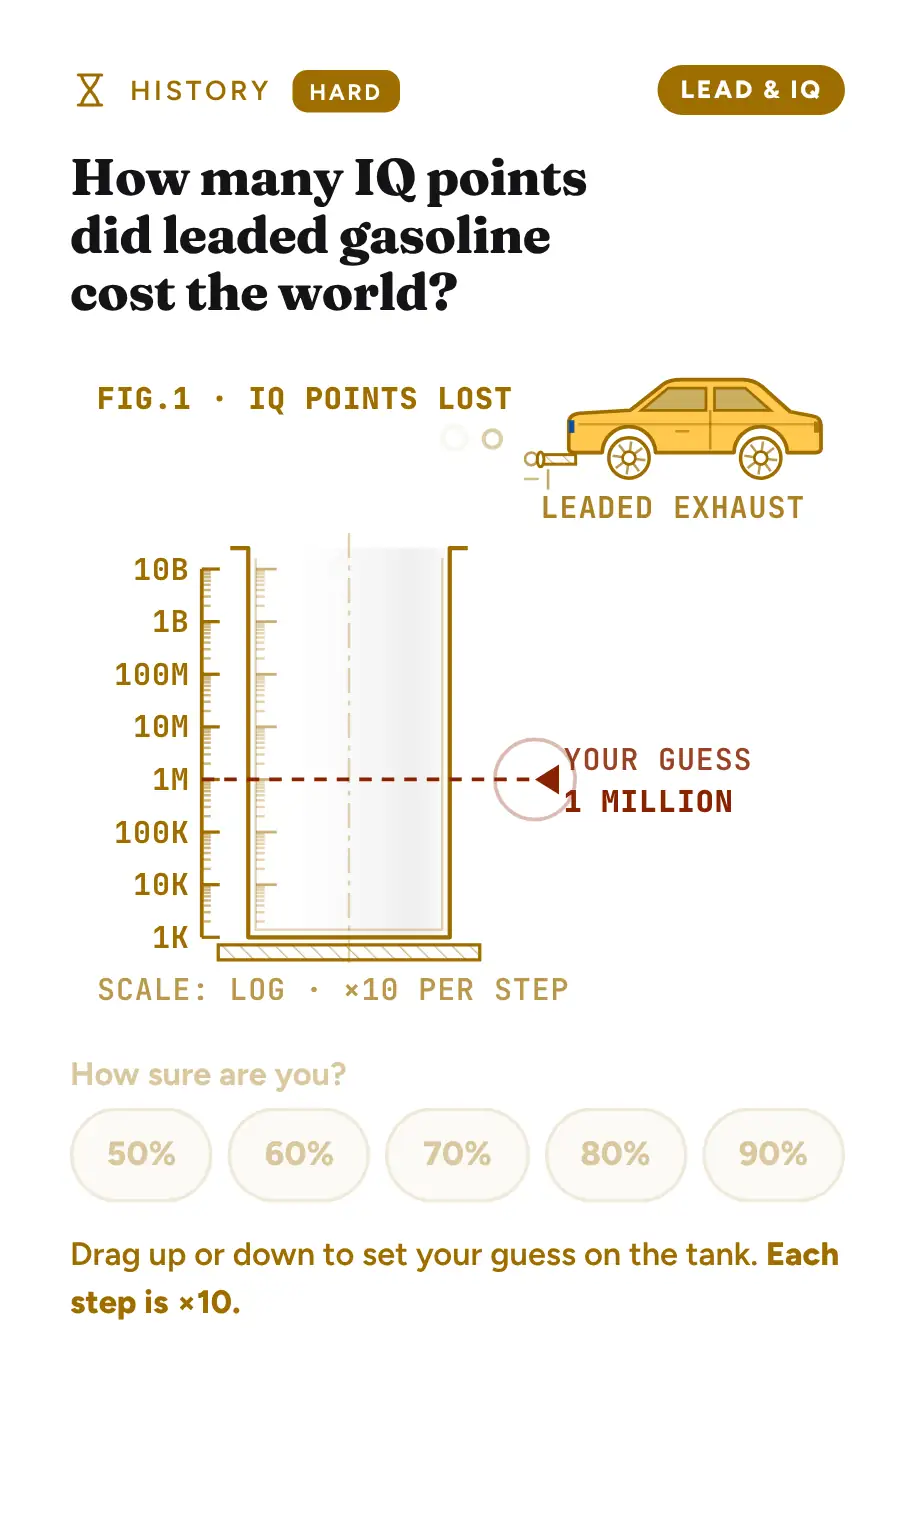 HISTORY
HARD
LEAD & IQ
How many IQ points
did leaded gasoline
cost the world?
FIG.1 · IQ POINTS LOST
LEADED EXHAUST
10B
1B
100M
10M
1M
100K
10K
1K
YOUR GUESS
1 MILLION
SCALE: LOG · ×10 PER STEP
How sure are you?
50%
60%
70%
80%
90%
Drag up or down to set your guess on the tank. Each
step is ×10.